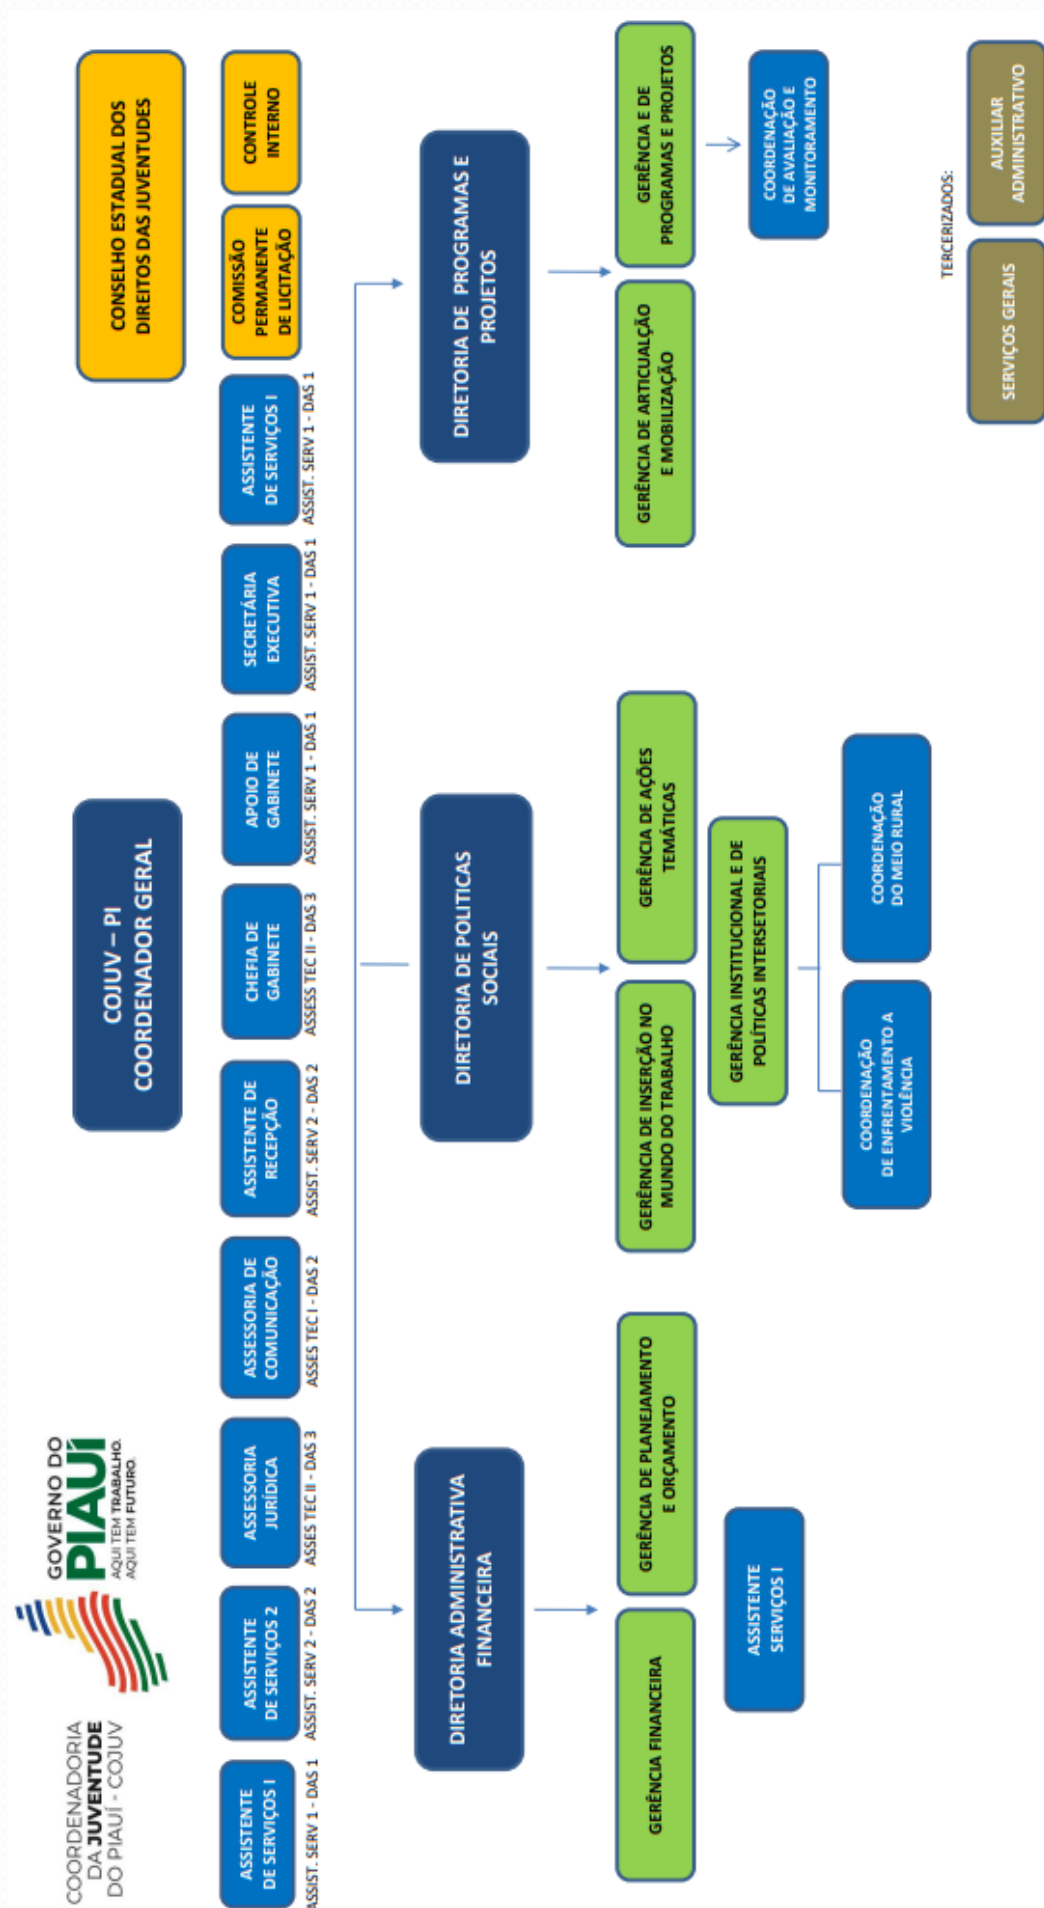 COORDENADORIA
DA JUVENTUDE
DO PIAUÍ - COJUV
GOVERNO DO
PIAUÍ
AQUI TEM TRABALHO.
AQUI TEM FUTURO.
COJUV – PI
COORDENADOR GERAL
CONSELHO ESTADUAL DOS
DIREITOS DAS JUVENTUDES
ASSISTENTE
DE SERVIÇOS I
ASSIST. SERV 1 - DAS 1
ASSISTENTE
DE SERVIÇOS 2
ASSIST. SERV 2 - DAS 2
ASSESSORIA
JURÍDICA
ASSES TEC II - DAS 3
ASSESSORIA DE
COMUNICAÇÃO
ASSES TEC I - DAS 2
ASSISTENTE DE
RECEPÇÃO
ASSIST. SERV 2 - DAS 2
CHEFIA DE
GABINETE
ASSESS TEC II - DAS 3
APOIO DE
GABINETE
ASSIST. SERV 1 - DAS 1
SECRETÁRIA
EXECUTIVA
ASSIST. SERV 1 - DAS 1
ASSISTENTE
DE SERVIÇOS I
ASSIST. SERV 1 - DAS 1
COMISSÃO
PERMANENTE
DE LICITAÇÃO
CONTROLE
INTERNO
DIRETORIA ADMINISTRATIVA
FINANCEIRA
DIRETORIA DE POLITICAS
SOCIAIS
DIRETORIA DE PROGRAMAS E
PROJETOS
GERÊNCIA FINANCEIRA
GERÊNCIA DE PLANEJAMENTO
E ORÇAMENTO
GERÊRNCIA DE INSERÇÃO NO
MUNDO DO TRABALHO
GERÊNCIA DE AÇÕES
TEMÁTICAS
GERÊNCIA DE ARTICUALÇÃO
E MOBILIZAÇÃO
GERÊNCIA E DE
PROGRAMAS E PROJETOS
ASSISTENTE
SERVIÇOS I
GERÊNCIA INSTITUCIONAL E DE
POLÍTICAS INTERSETORIAIS
COORDENAÇÃO
DE AVALIAÇÃO E
MONITORAMENTO
COORDENAÇÃO
DE ENFRENTAMENTO A
VIOLÊNCIA
COORDENAÇÃO
DO MEIO RURAL
TERCERIZADOS:
SERVIÇOS GERAIS
AUXILIAR
ADMINISTRATIVO